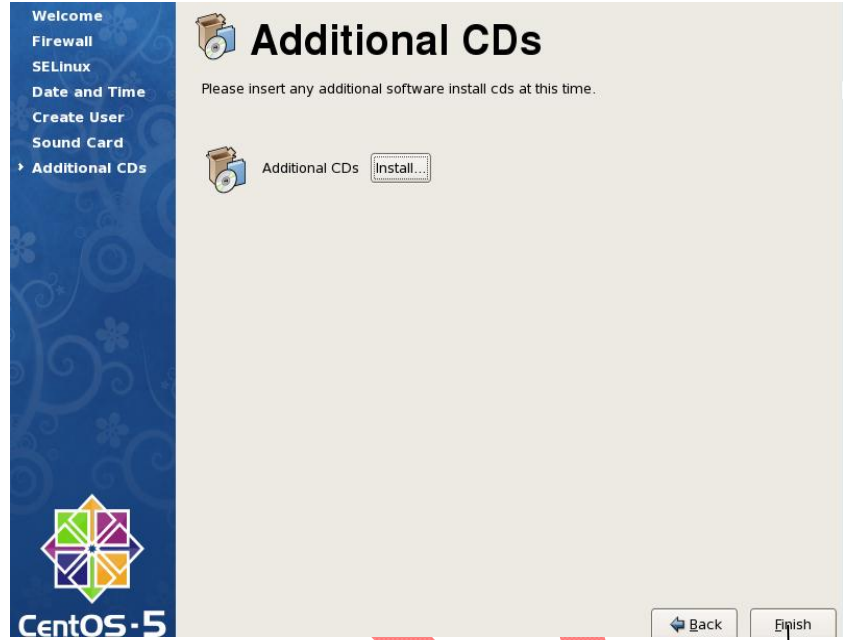 Welcome
Firewall
SELinux
Date and Time
Create User
Sound Card
Additional CDs
Additional CDs
Please insert any additional software install cds at this time.
Additional CDs
Install...
CentOS-5
Back
Finish